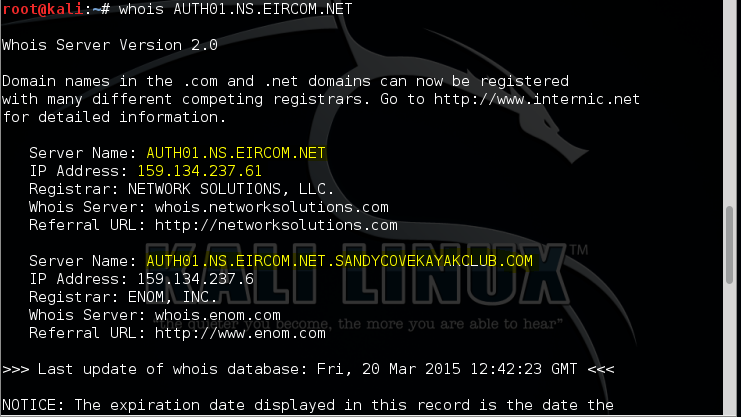 root@kali:~# whois AUTH01.NS.EIRCOM.NET
Whois Server Version 2.0
Domain names in the .com and .net domains can now be registered
with many different competing registrars. Go to http://www.internic.net
for detailed information.
Server Name: AUTH01.NS.EIRCOM.NET
IP Address: 159.134.237.61
Registrar: NETWORK SOLUTIONS, LLC.
Whois Server: whois.networksolutions.com
Referral URL: http://networksolutions.com
Server Name: AUTH01.NS.EIRCOM.NET.SANDYCOVEKAYAKCLUB.COM
IP Address: 159.134.237.6
KALI LINUX™
Registrar: ENOM, INC.
Whois Server: whois.enom.com
"the quieter you become, the more you are able to hear"
Referral URL: http://www.enom.com
>>> Last update of whois database: Fri, 20 Mar 2015 12:42:23 GMT <<<
NOTICE: The expiration date displayed in this record is the date the